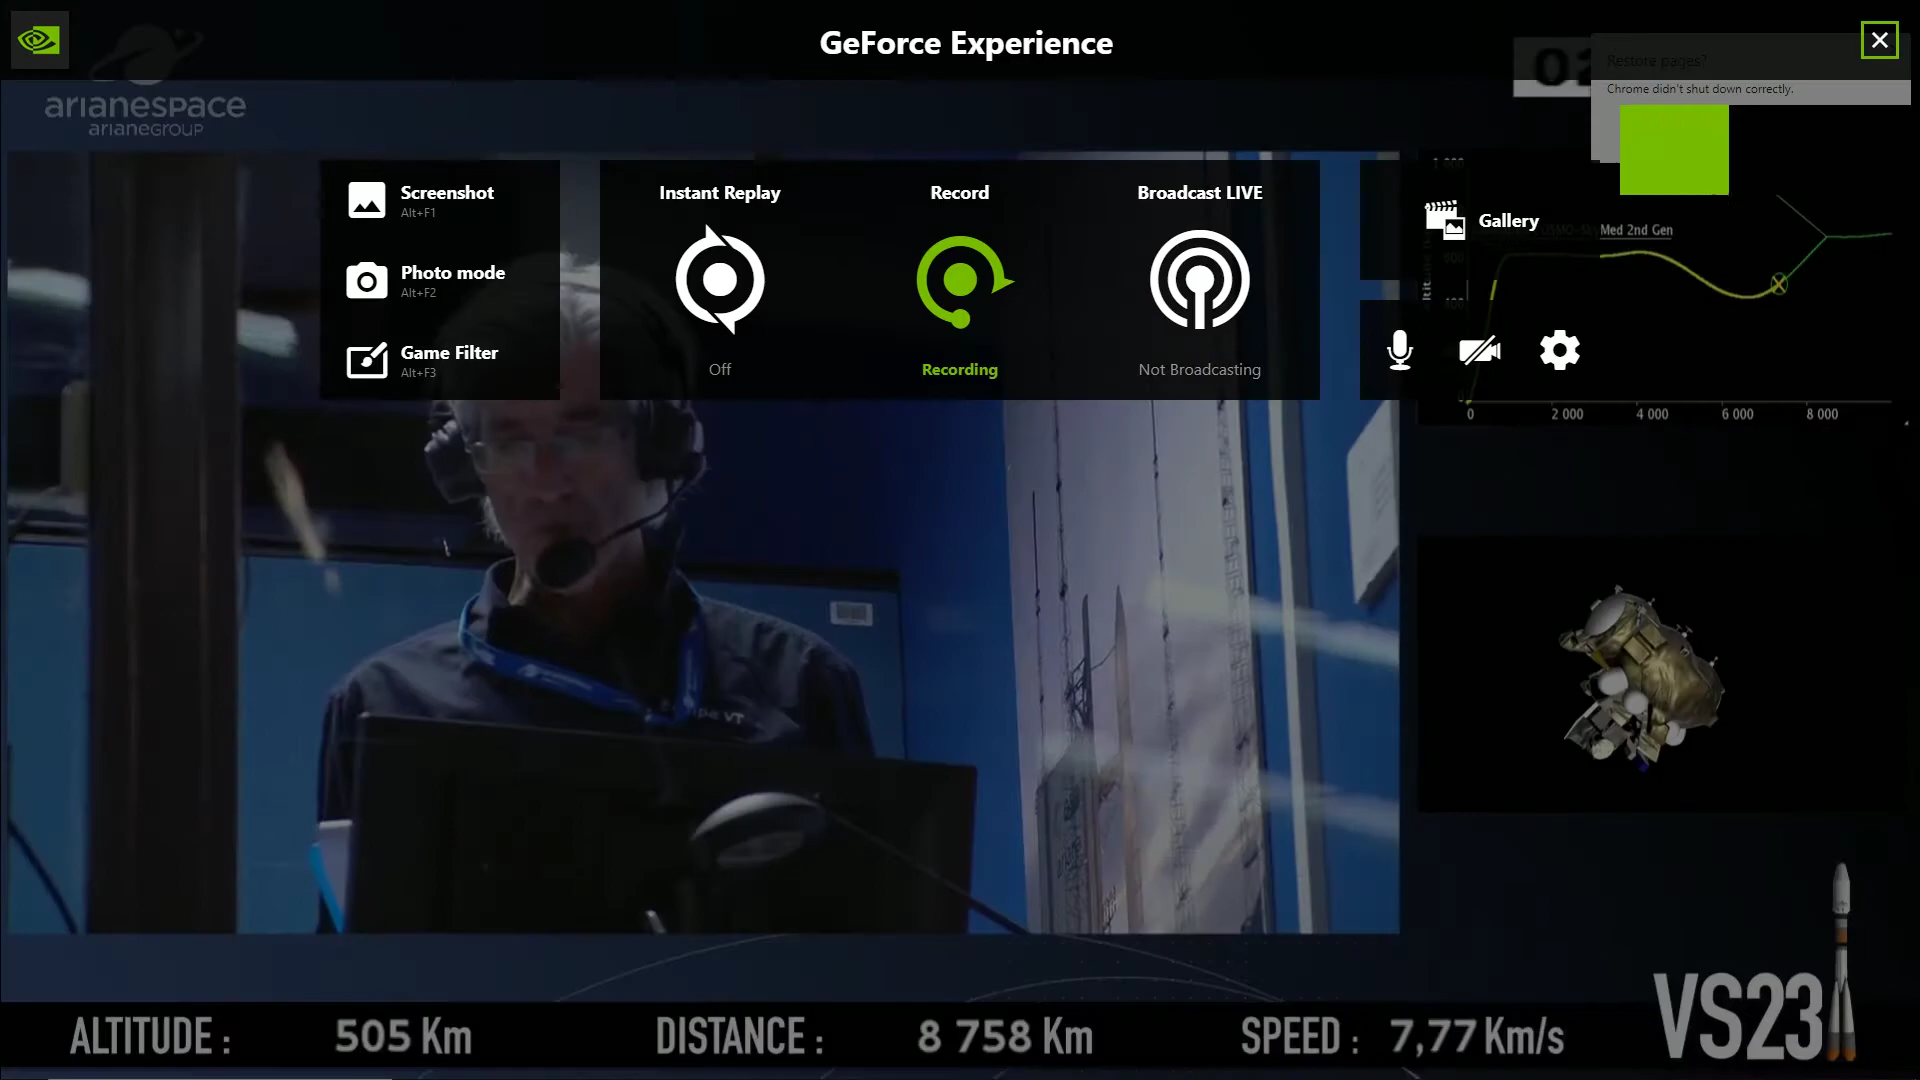 GeForce Experience
arianespace
arianeGROUP
Restore pages?
Chrome didn't shut down correctly.
Screenshot
Alt+F1
Photo mode
Alt+F2
Game Filter
Alt+F3
Instant Replay
Off
Record
Recording
Broadcast LIVE
Not Broadcasting
Gallery
Med 2nd Gen
0 2 000 4 000 6 000 8 000
ALTITUDE : 505 Km DISTANCE : 8 758 Km SPEED : 7,77 Km/s
VS23